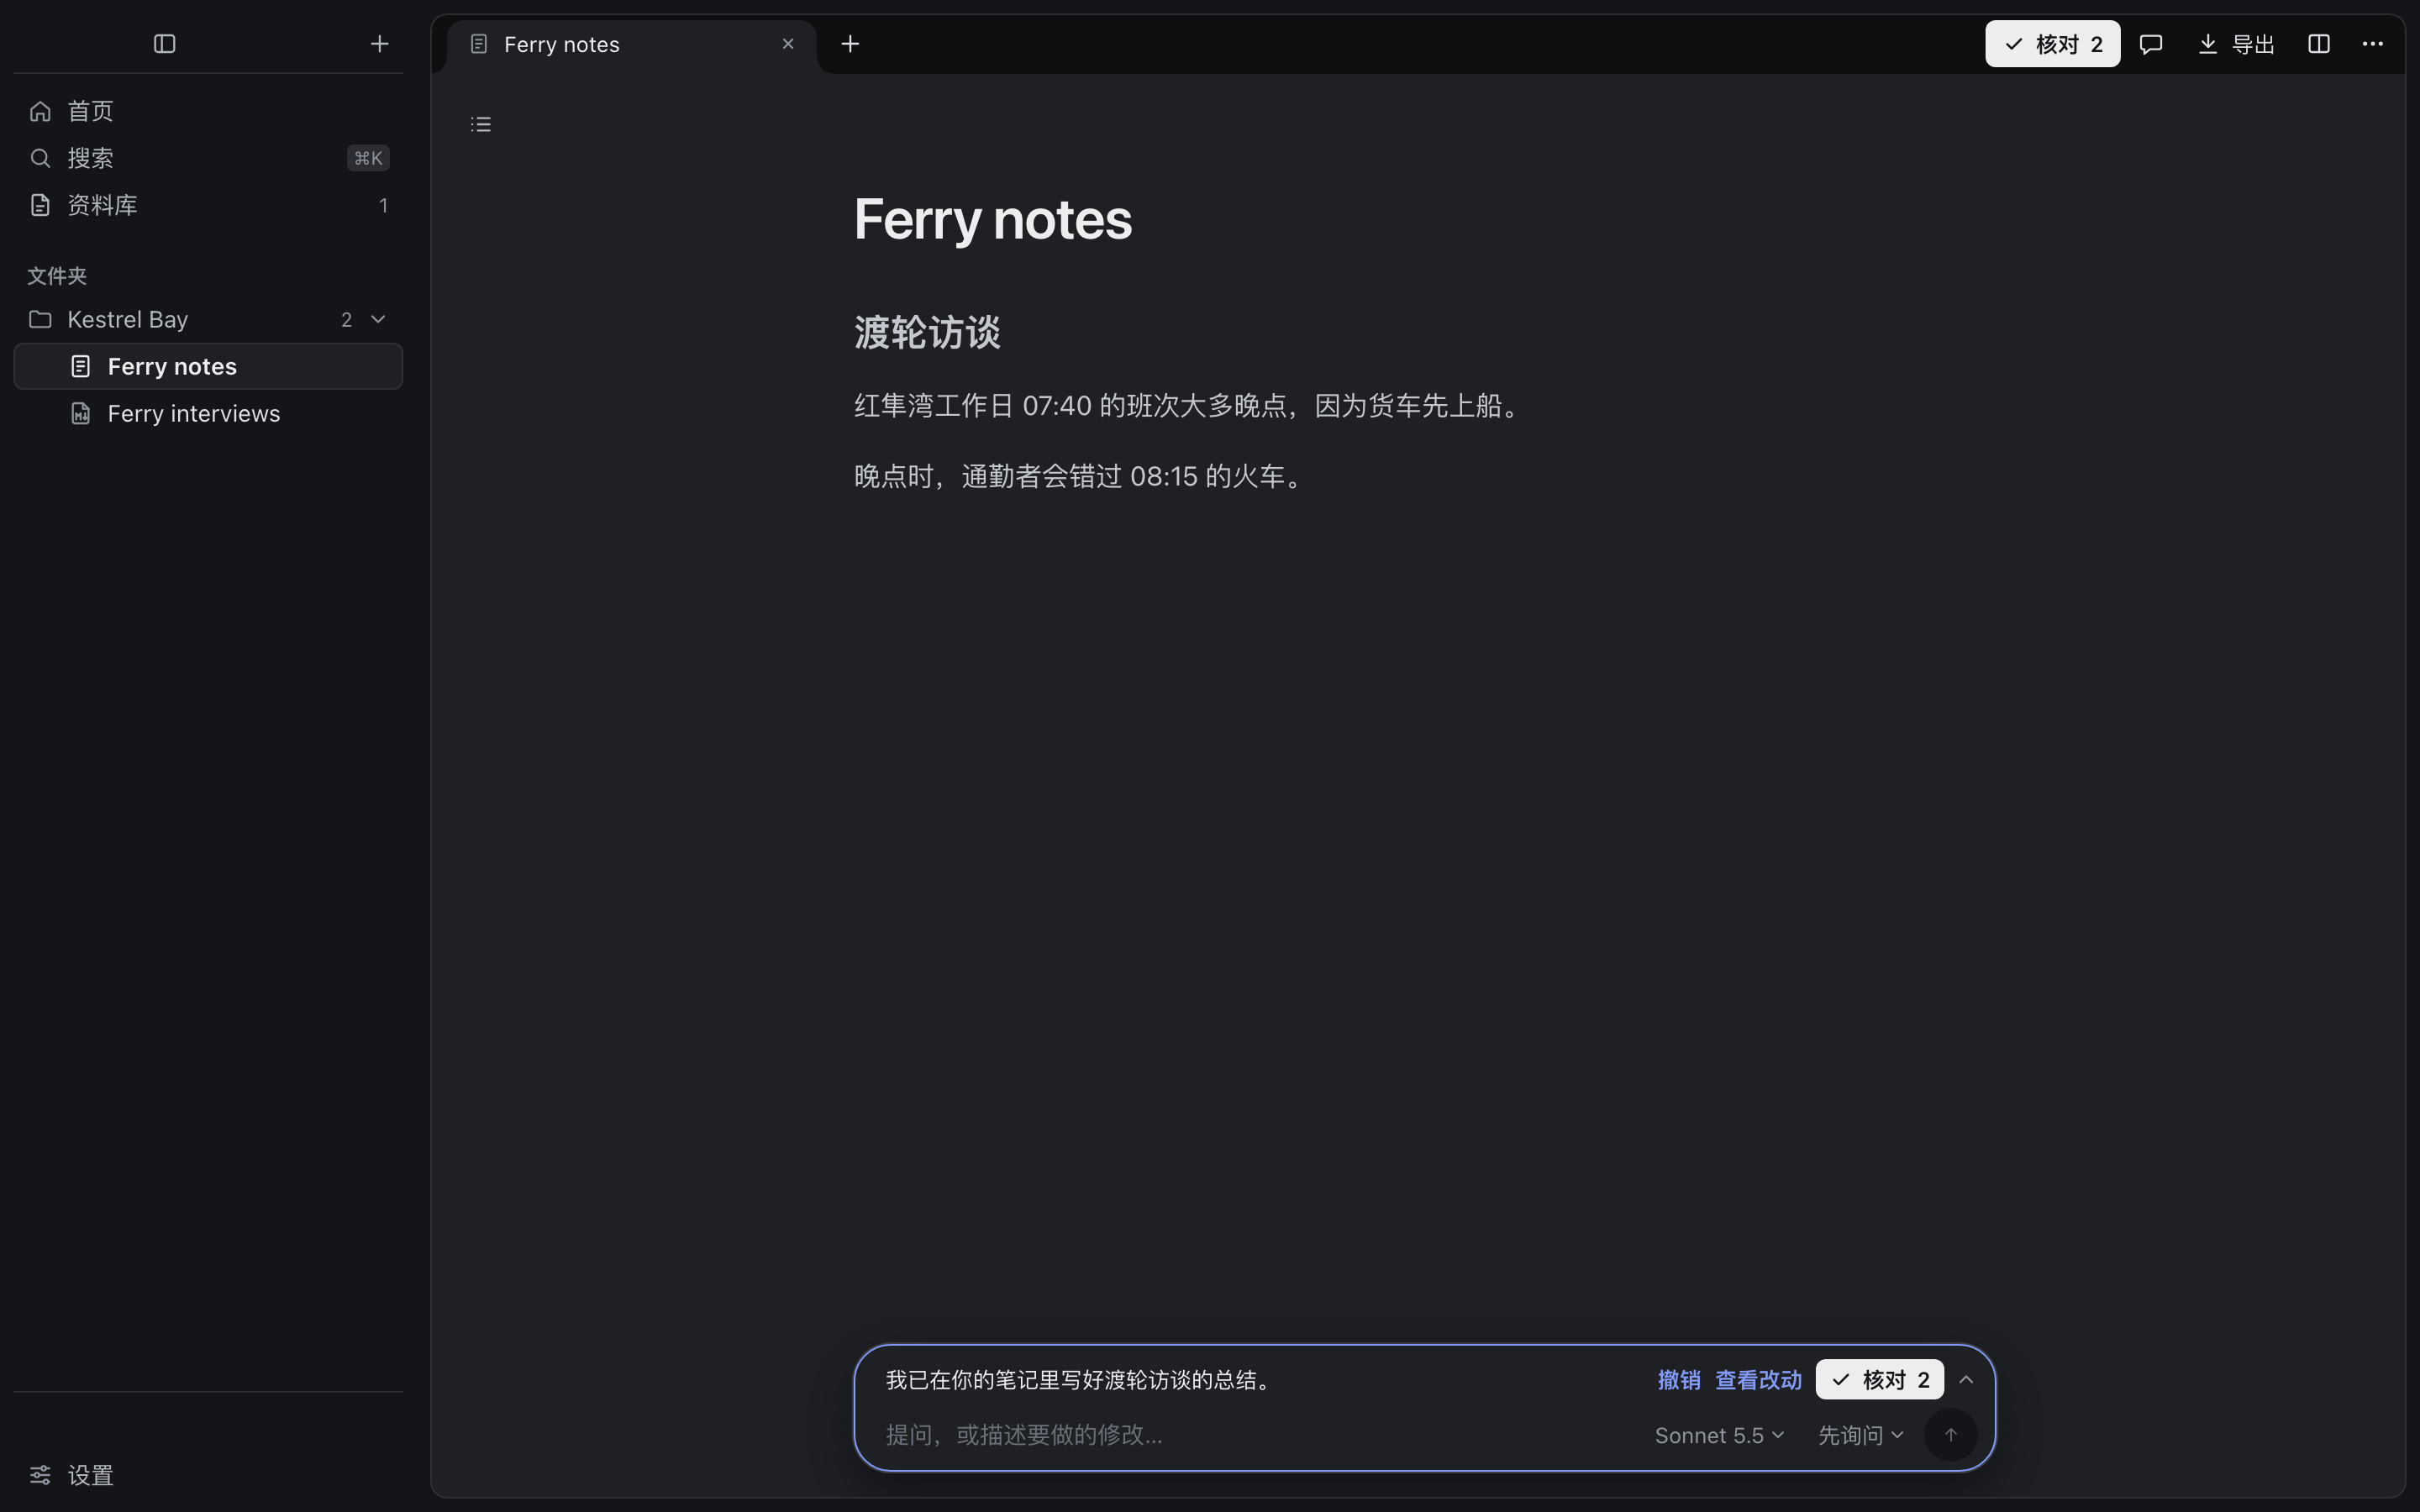 Ferry notes
核对 2
导出
首页
搜索 ⌘K
资料库 1
文件夹
Kestrel Bay 2
Ferry notes
Ferry interviews
Ferry notes
渡轮访谈
红隼湾工作日 07:40 的班次大多晚点，因为货车先上船。
晚点时，通勤者会错过 08:15 的火车。
我已在你的笔记里写好渡轮访谈的总结。 撤销 查看改动 核对 2
提问，或描述要做的修改... Sonnet 5.5 先询问
设置